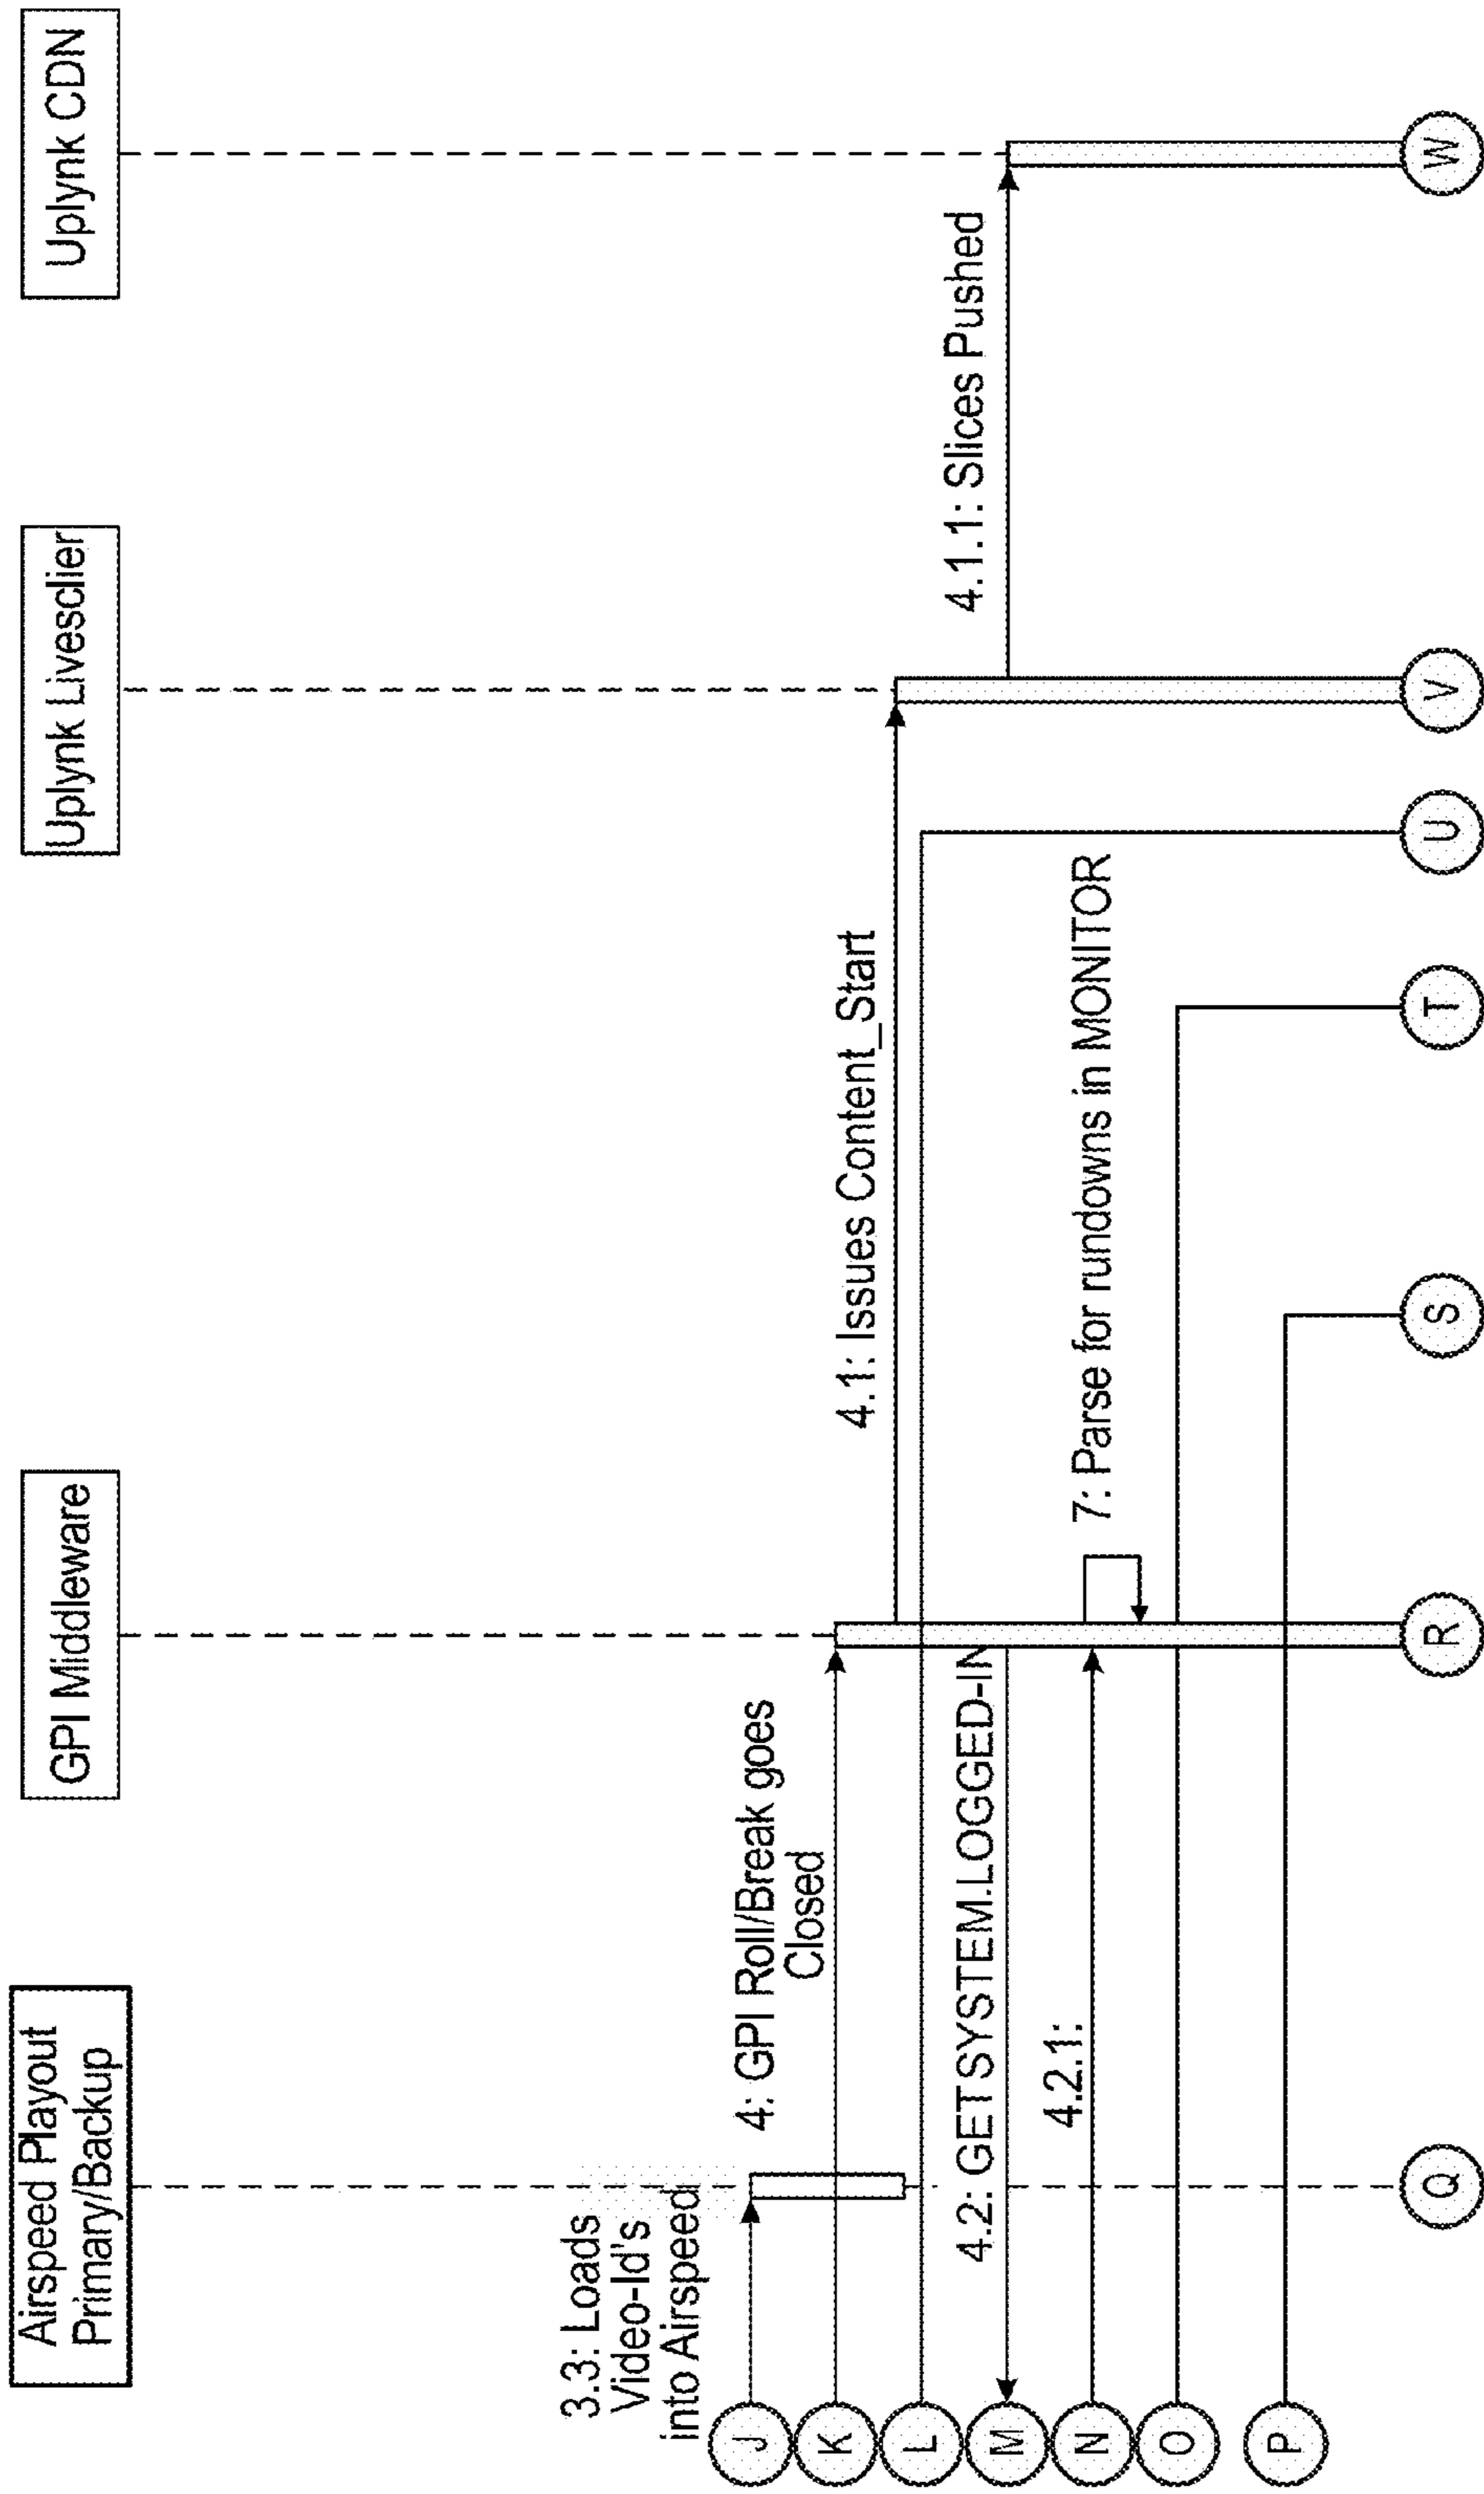 Airspeed Playout
Primary/Backup
GPI Middleware
Uplynk Livesclier
Uplynk CDN
3.3: Loads
Video-Id's
into Airspeed
4: GPI Roll/Break goes
Closed
4.1: Issues Content_Start
4.1.1: Slices Pushed
4.2: GETSYSTEM.LOGGED-IN
4.2.1:
7: Parse for rundowns in MONITOR
J
K
L
M
N
O
P
Q
R
S
T
U
V
W